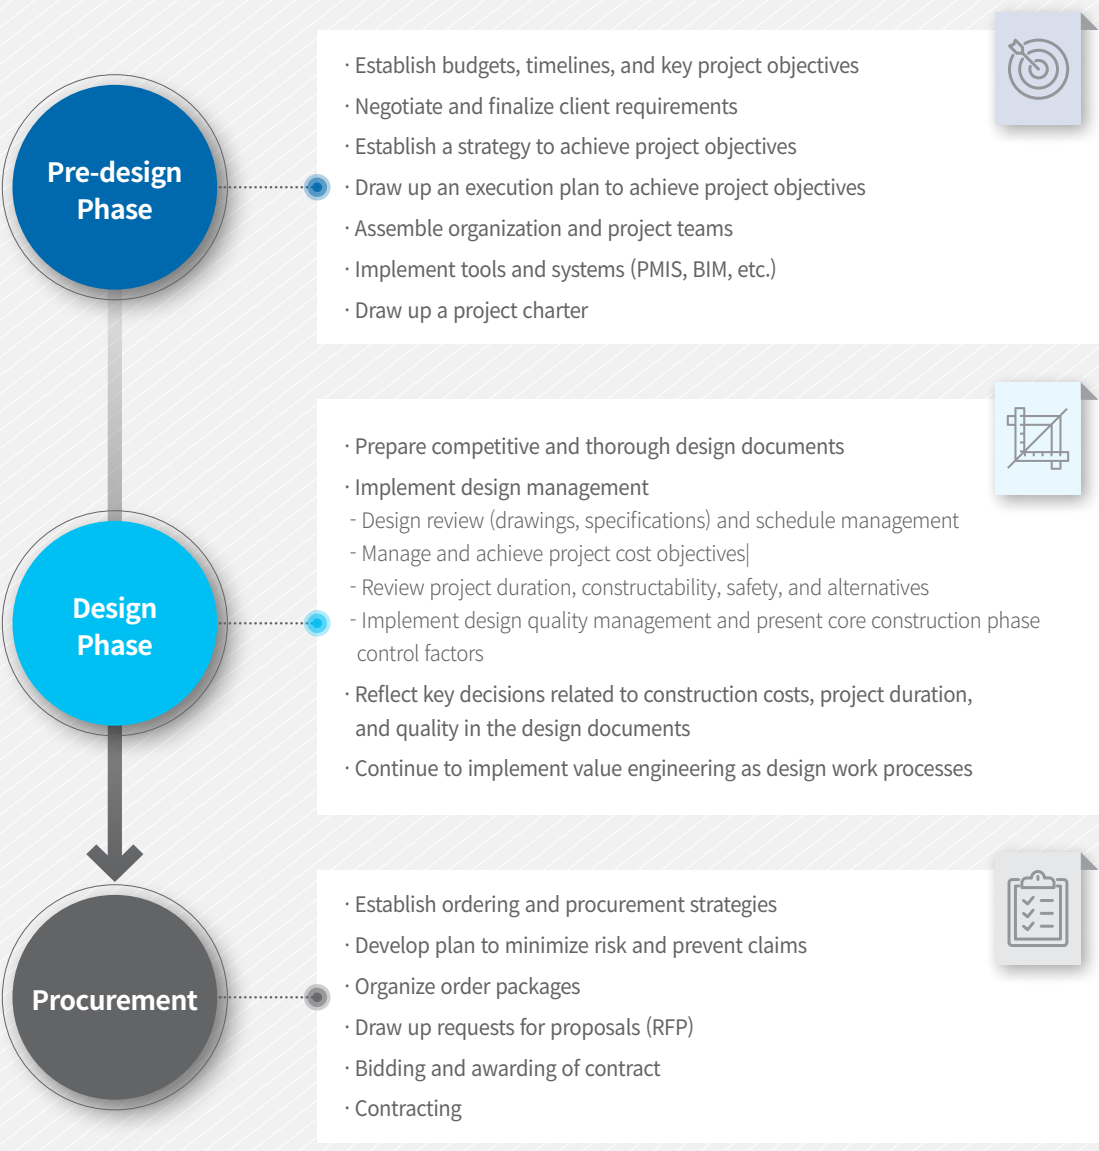 Pre-design
Phase
· Establish budgets, timelines, and key project objectives
· Negotiate and finalize client requirements
· Establish a strategy to achieve project objectives
· Draw up an execution plan to achieve project objectives
· Assemble organization and project teams
· Implement tools and systems (PMIS, BIM, etc.)
· Draw up a project charter
Design
Phase
· Prepare competitive and thorough design documents
· Implement design management
- Design review (drawings, specifications) and schedule management
- Manage and achieve project cost objectives|
- Review project duration, constructability, safety, and alternatives
- Implement design quality management and present core construction phase
control factors
· Reflect key decisions related to construction costs, project duration,
and quality in the design documents
· Continue to implement value engineering as design work processes
Procurement
· Establish ordering and procurement strategies
· Develop plan to minimize risk and prevent claims
· Organize order packages
· Draw up requests for proposals (RFP)
· Bidding and awarding of contract
· Contracting